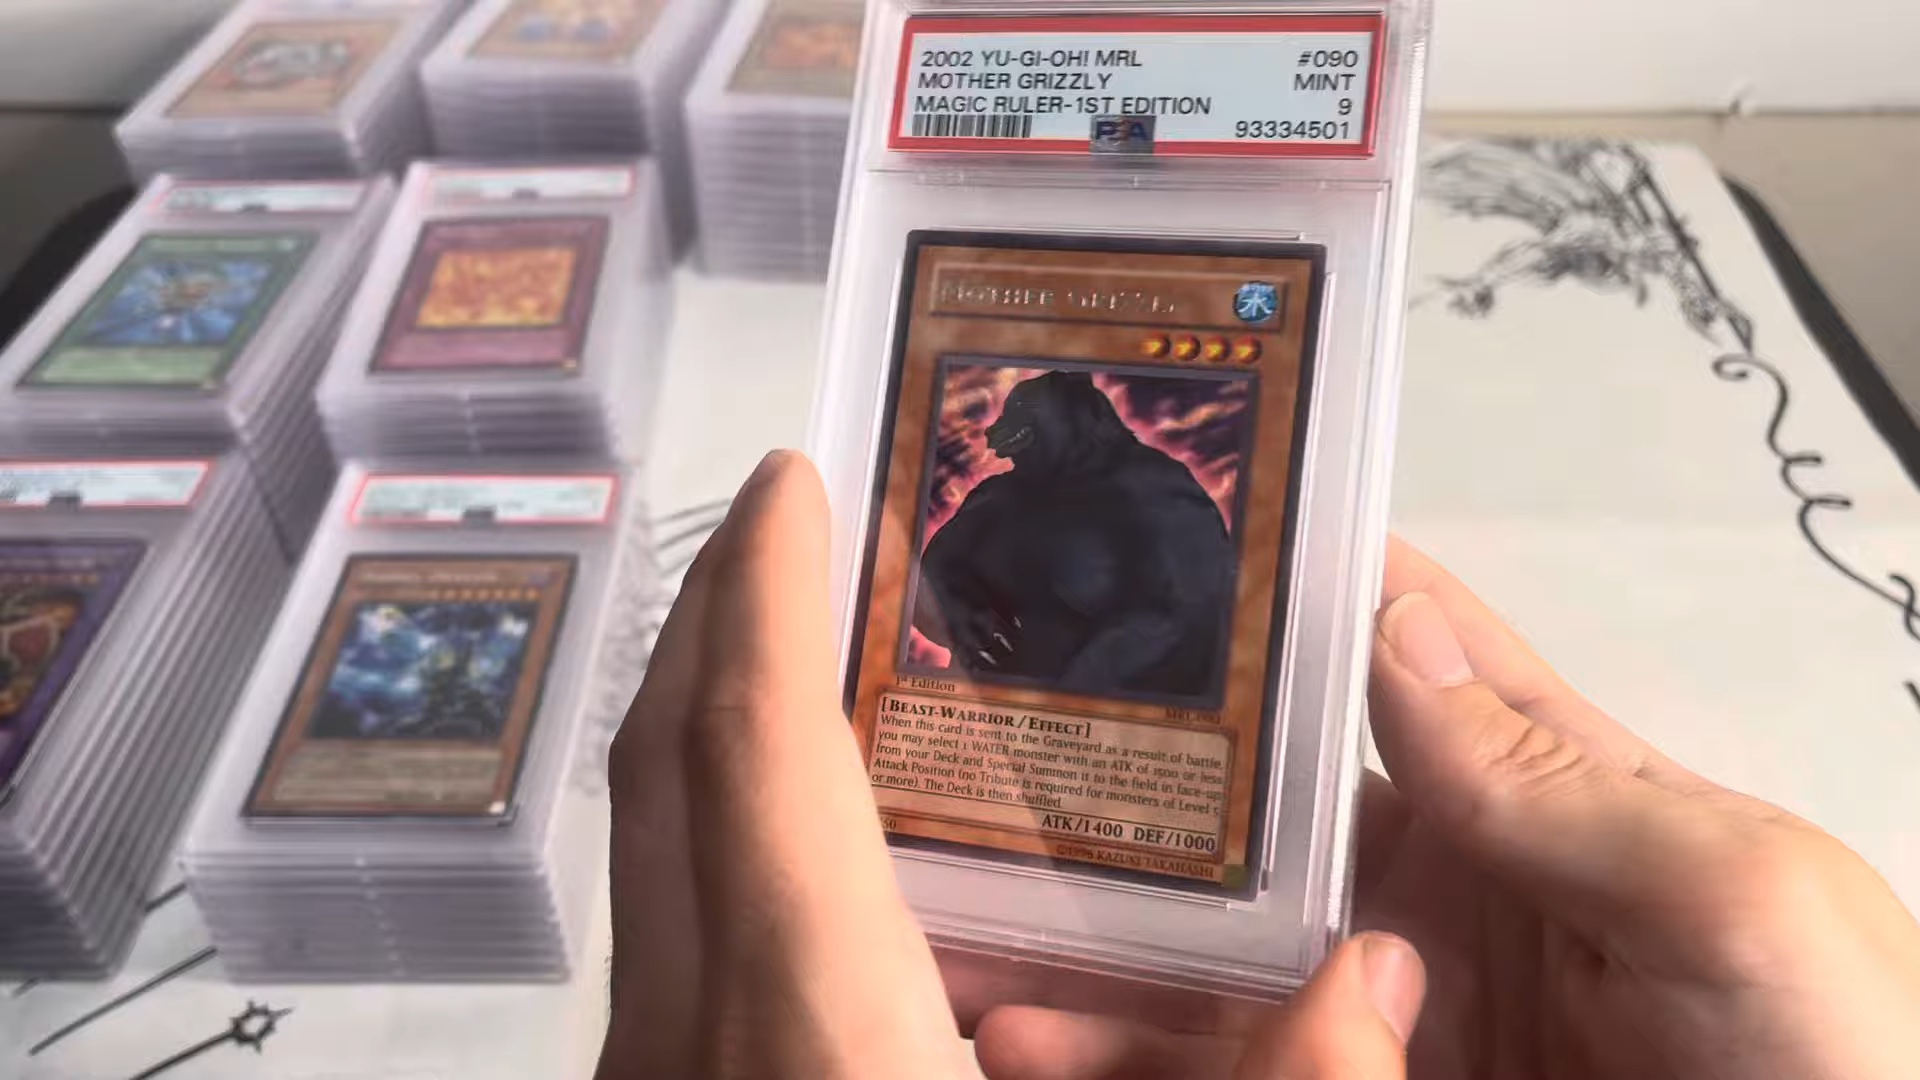 2002 YU-GI-OH! MRL #090
MOTHER GRIZZLY MINT
MAGIC RULER-1ST EDITION 9
PSA 93334501
MOTHER GRIZZLY
水
1st Edition
[BEAST-WARRIOR/EFFECT]
When this card is sent to the Graveyard as a result of battle,
you may select 1 WATER monster with an ATK of 1500 or less
from your Deck and Special Summon it to the field in face-up
Attack Position (no Tribute is required for monsters of Level 5
or more). The Deck is then shuffled.
ATK/1400 DEF/1000
©1996 KAZUKI TAKAHASHI